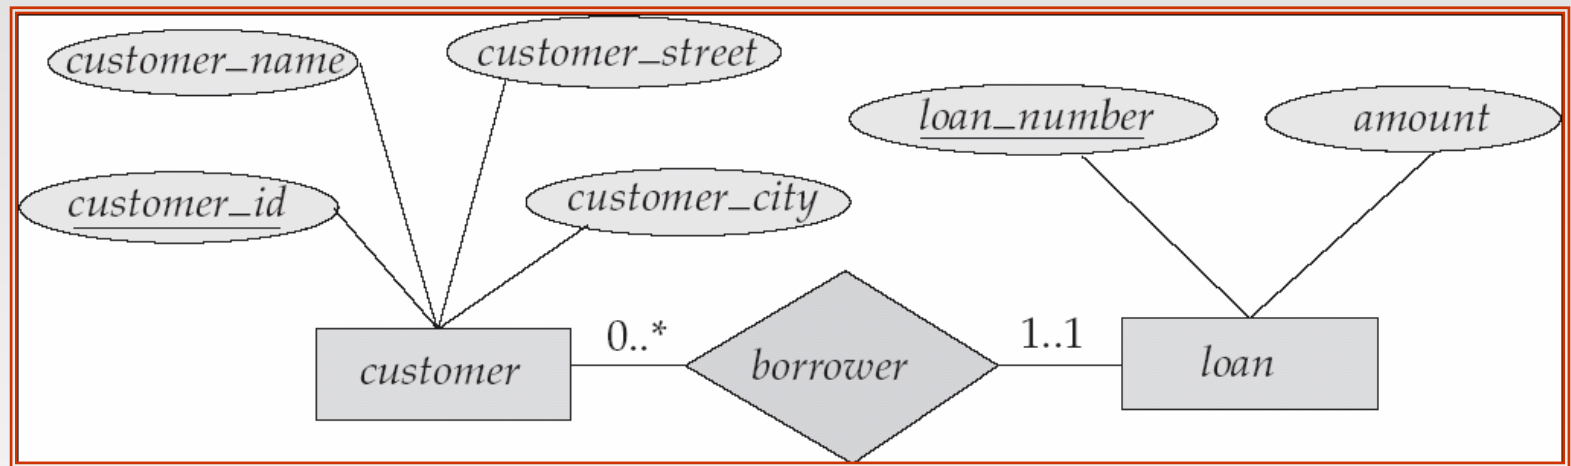 customer_name
customer_street
loan_number
amount
customer_id
customer_city
0..*
1..1
customer
borrower
loan